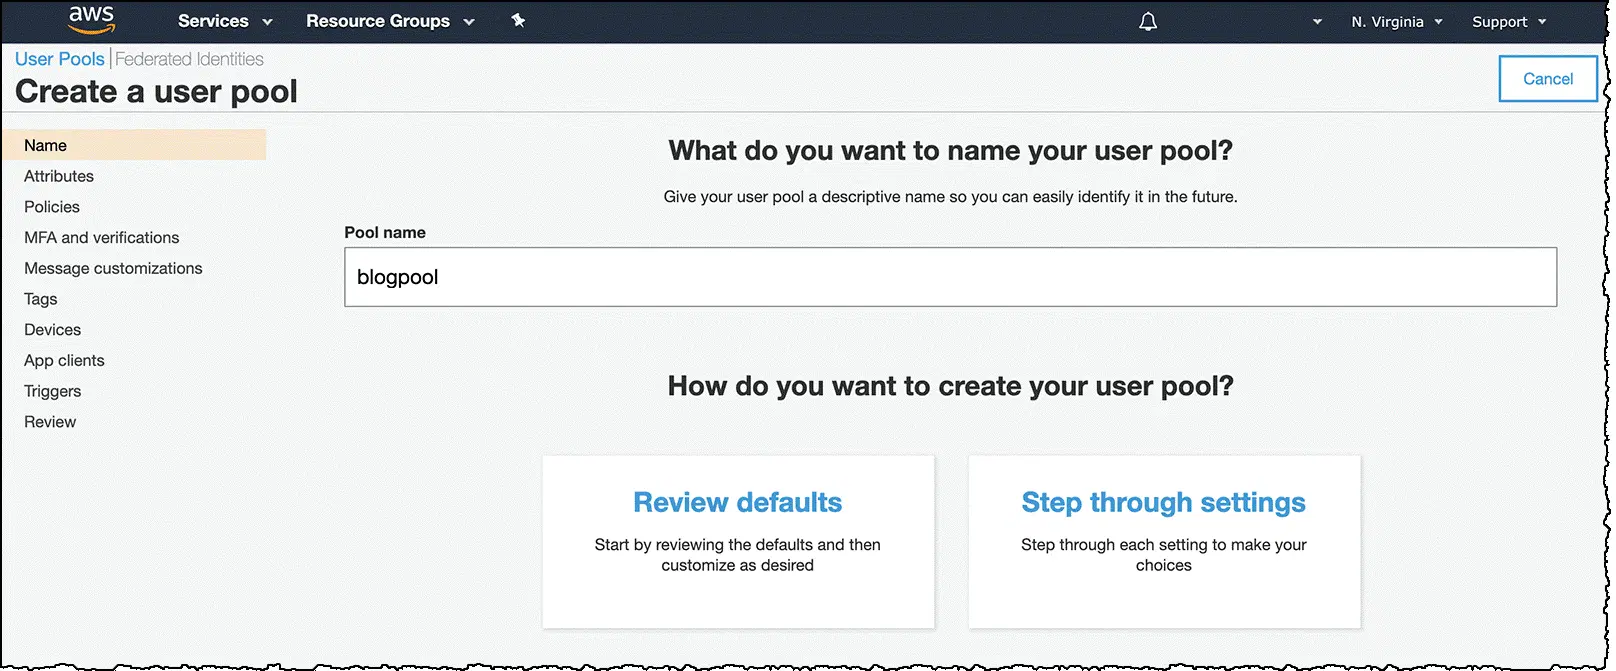 aws Services Resource Groups N. Virginia Support
User Pools | Federated Identities
Create a user pool
Cancel
Name
Attributes
Policies
MFA and verifications
Message customizations
Tags
Devices
App clients
Triggers
Review
What do you want to name your user pool?
Give your user pool a descriptive name so you can easily identify it in the future.
Pool name
blogpool
How do you want to create your user pool?
Review defaults
Start by reviewing the defaults and then
customize as desired
Step through settings
Step through each setting to make your
choices